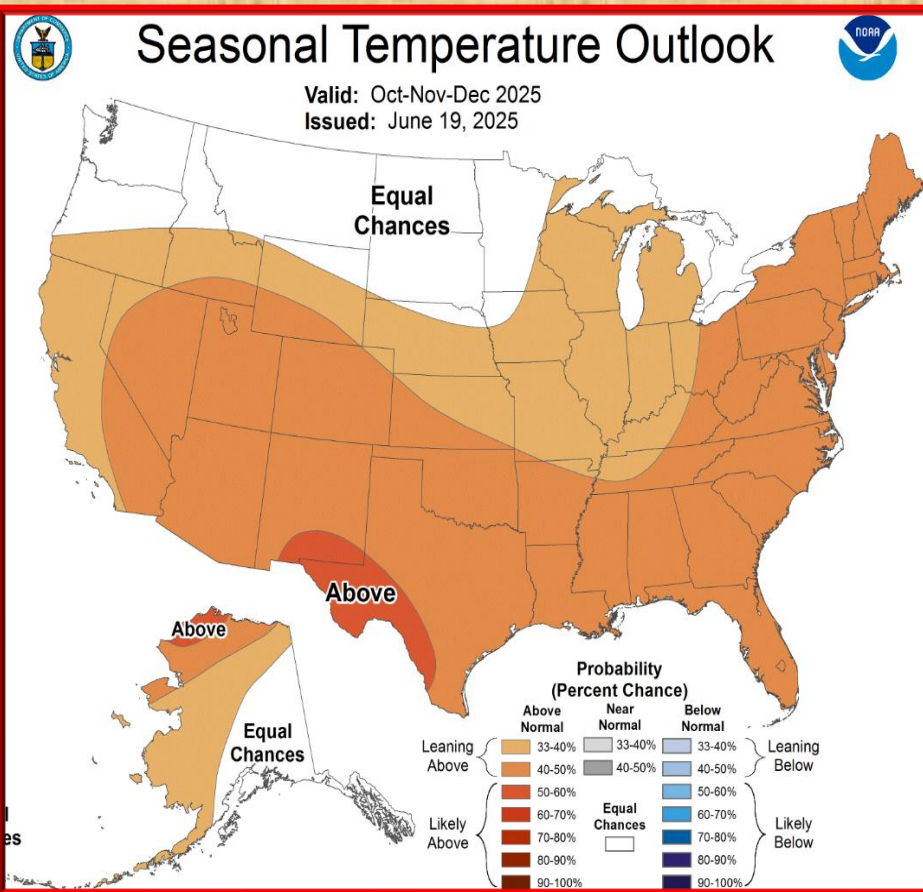 Seasonal Temperature Outlook
NOAA
Valid: Oct-Nov-Dec 2025
Issued: June 19, 2025
Equal
Chances
Above
Above
Equal
Chances
es
Probability
(Percent Chance)
Above
Normal
Near
Normal
Below
Normal
Leaning
Above
33-40%
33-40%
33-40%
Leaning
Below
40-50%
40-50%
40-50%
Likely
Above
50-60%
50-60%
60-70%
Equal
Chances
60-70%
Likely
Below
70-80%
70-80%
80-90%
80-90%
90-100%
90-100%